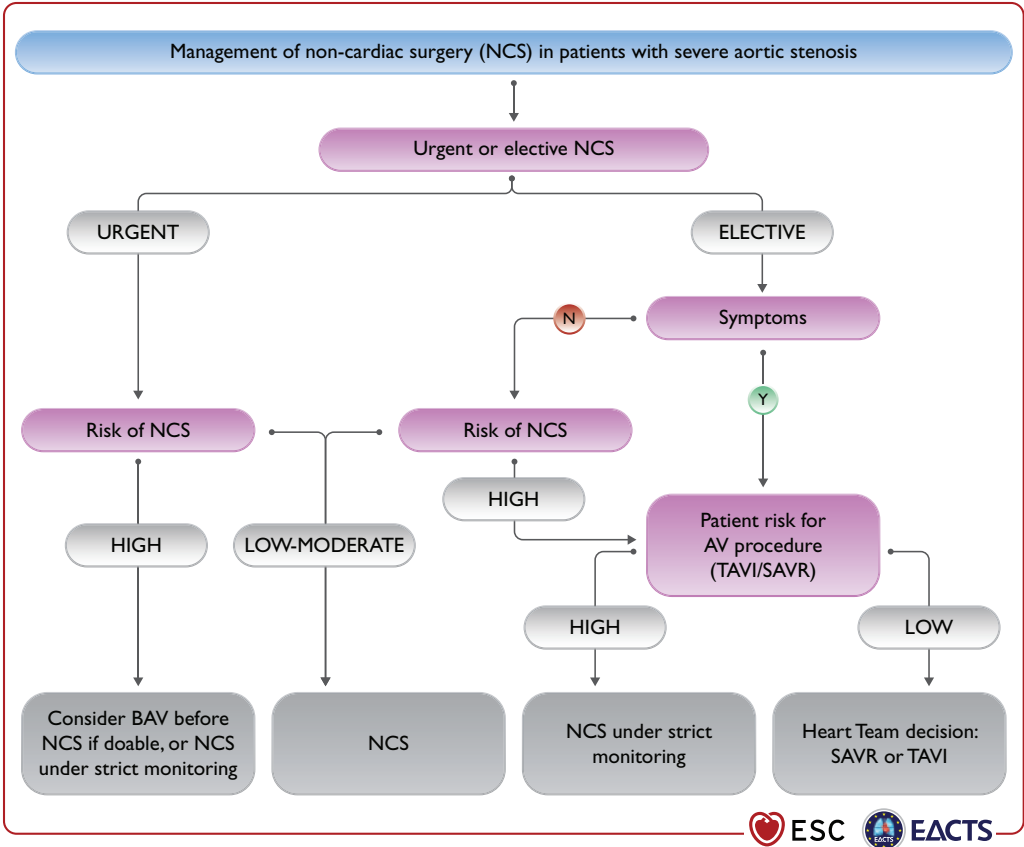 Management of non-cardiac surgery (NCS) in patients with severe aortic stenosis
Urgent or elective NCS
URGENT
ELECTIVE
N
Symptoms
Y
Risk of NCS
Risk of NCS
HIGH
HIGH
LOW-MODERATE
Patient risk for
AV procedure
(TAVI/SAVR)
HIGH
LOW
Consider BAV before
NCS if doable, or NCS
under strict monitoring
NCS
NCS under strict
monitoring
Heart Team decision:
SAVR or TAVI
ESC
EΔCTS
EΔCTS